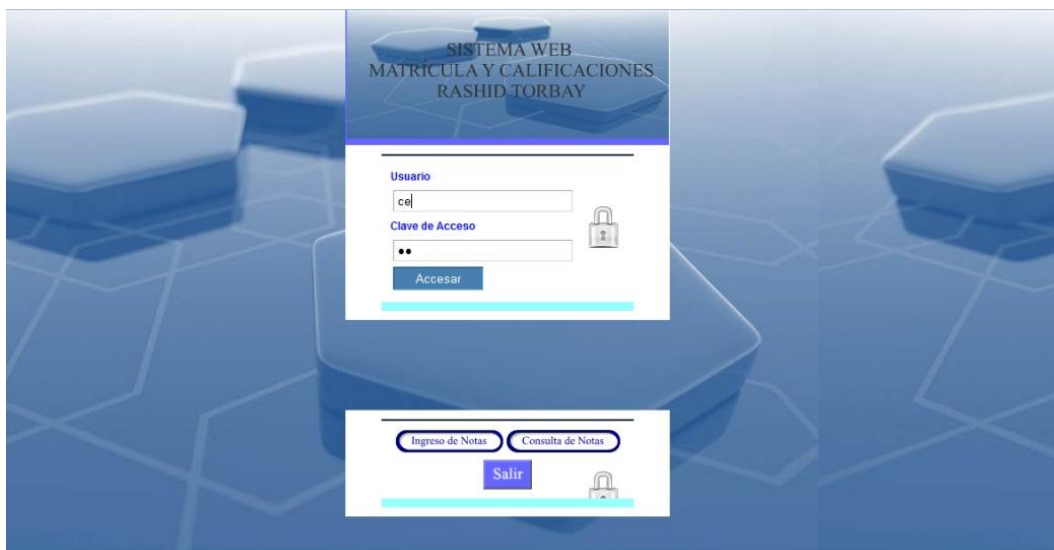 SISTEMA WEB
MATRÍCULA Y CALIFICACIONES
RASHID TORBAY
Usuario
ce
Clave de Acceso
••
Accesar
Ingreso de Notas Consulta de Notas
Salir